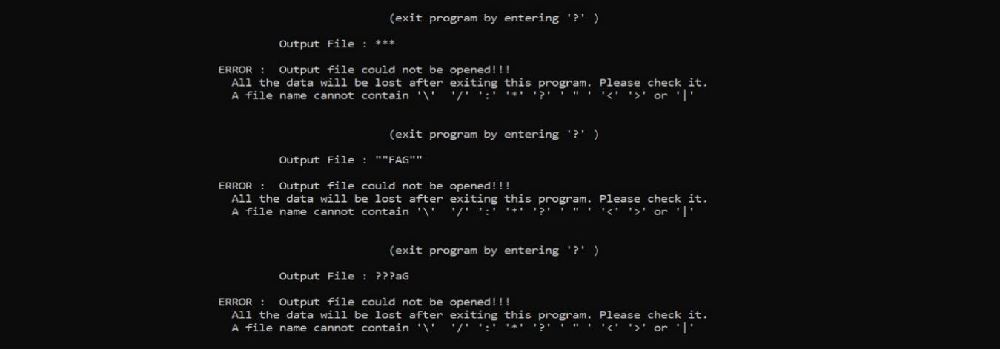 (exit program by entering '?' )
Output File : ***
ERROR :  Output file could not be opened!!!
All the data will be lost after exiting this program. Please check it.
A file name cannot contain '\'  '/' ':' '*' '?' ' " ' '<' '>' or '|'
(exit program by entering '?' )
Output File : ""FAG""
ERROR :  Output file could not be opened!!!
All the data will be lost after exiting this program. Please check it.
A file name cannot contain '\'  '/' ':' '*' '?' ' " ' '<' '>' or '|'
(exit program by entering '?' )
Output File : ???aG
ERROR :  Output file could not be opened!!!
All the data will be lost after exiting this program. Please check it.
A file name cannot contain '\'  '/' ':' '*' '?' ' " ' '<' '>' or '|'